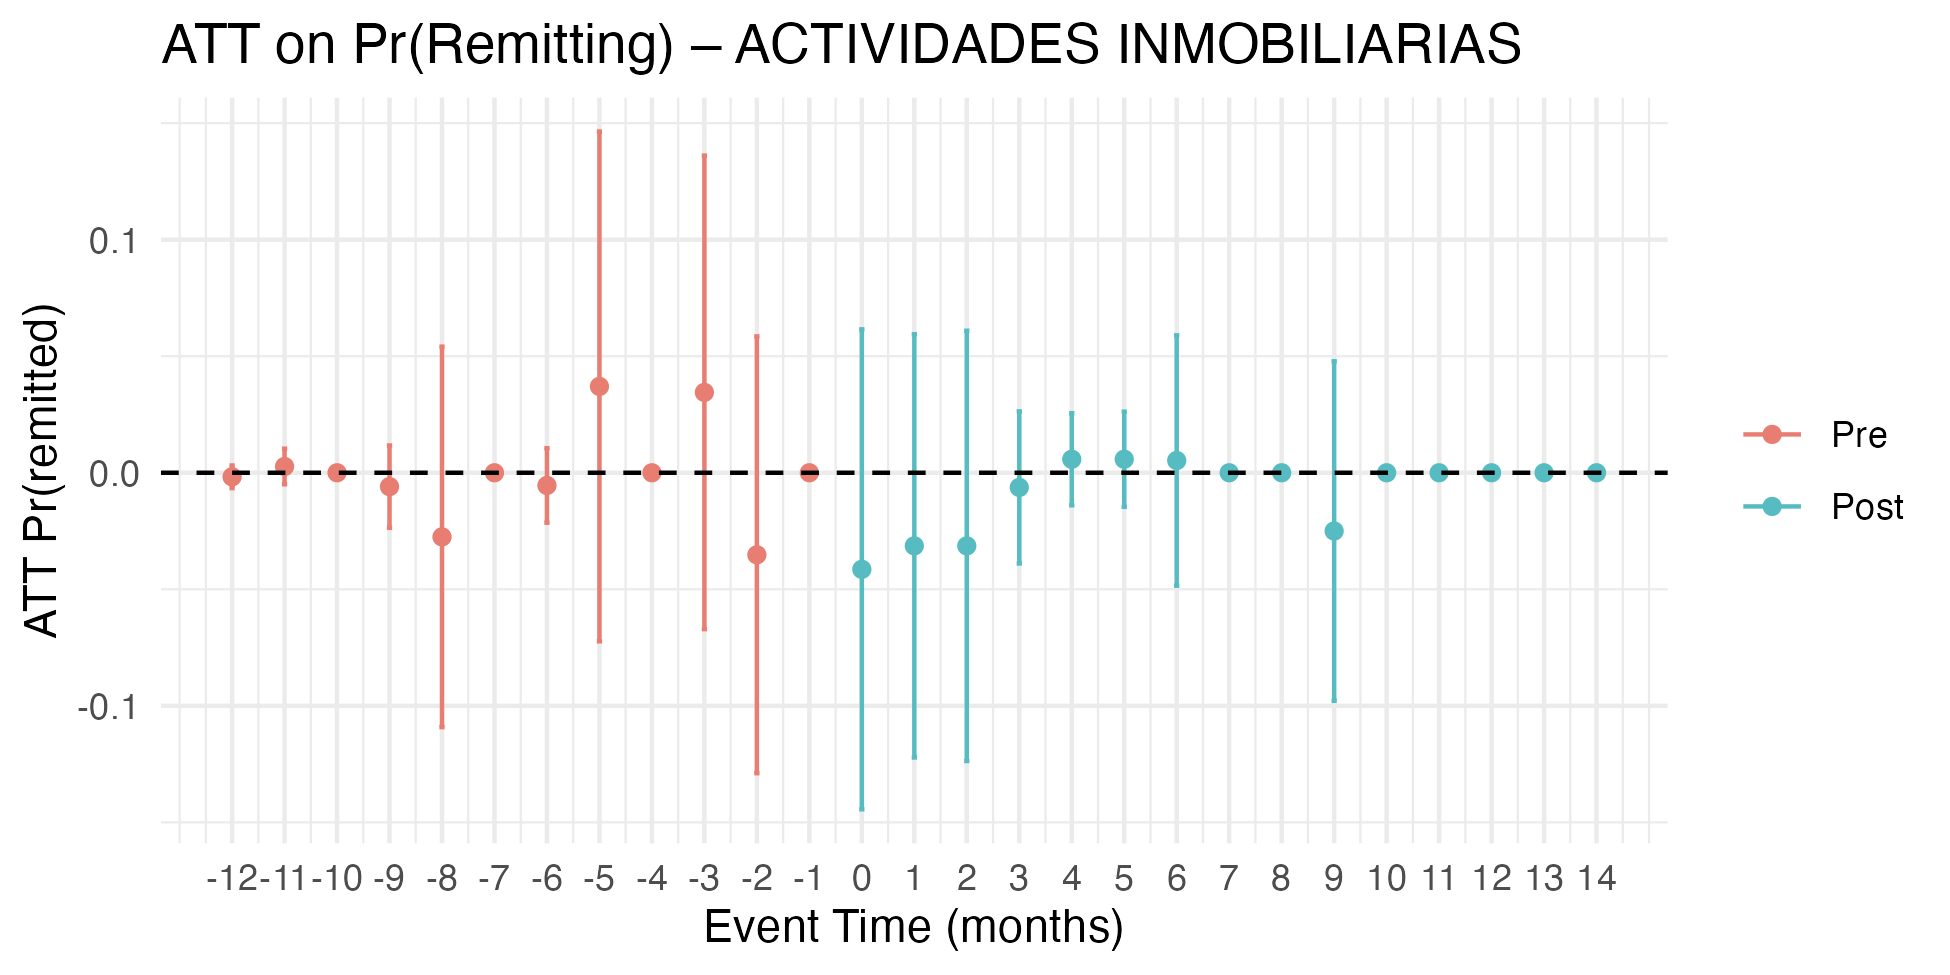 ATT on Pr(Remitting) – ACTIVIDADES INMOBILIARIAS
ATT Pr(remitted)
0.1
0.0
-0.1
-12 -11 -10 -9 -8 -7 -6 -5 -4 -3 -2 -1 0 1 2 3 4 5 6 7 8 9 10 11 12 13 14
Event Time (months)
Pre
Post